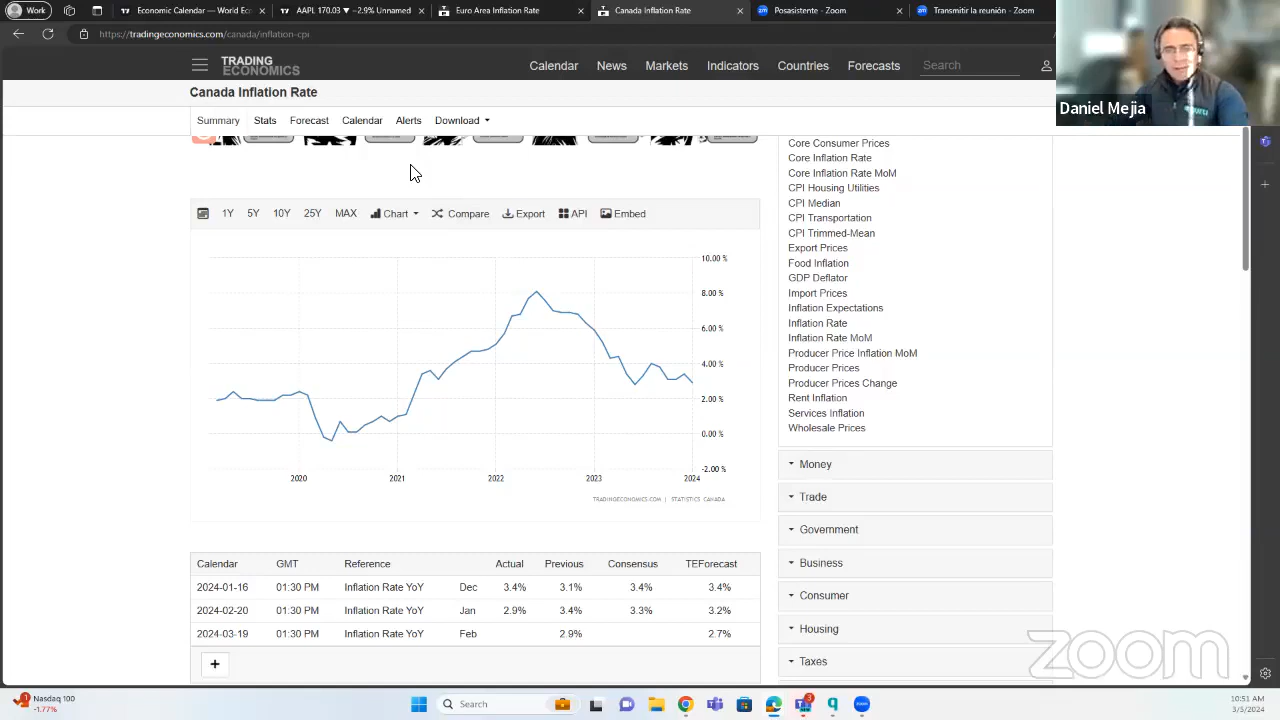 Work
Economic Calendar — World Ec
AAPL 170.03 ▼ −2.9% Unnamed
Euro Area Inflation Rate
Canada Inflation Rate
Posasistente - Zoom
Transmitir la reunión - Zoom
https://tradingeconomics.com/canada/inflation-cpi
TRADING
ECONOMICS
Calendar News Markets Indicators Countries Forecasts Search
Daniel Mejia
Canada Inflation Rate
Summary Stats Forecast Calendar Alerts Download
1Y 5Y 10Y 25Y MAX Chart Compare Export API Embed
10.00 %
8.00 %
6.00 %
4.00 %
2.00 %
0.00 %
-2.00 %
2020 2021 2022 2023 2024
TRADINGECONOMICS.COM | STATISTICS CANADA
Calendar GMT Reference Actual Previous Consensus TEForecast
2024-01-16 01:30 PM Inflation Rate YoY Dec 3.4% 3.1% 3.4% 3.4%
2024-02-20 01:30 PM Inflation Rate YoY Jan 2.9% 3.4% 3.3% 3.2%
2024-03-19 01:30 PM Inflation Rate YoY Feb 2.9% 2.7%
+
Core Consumer Prices
Core Inflation Rate
Core Inflation Rate MoM
CPI Housing Utilities
CPI Median
CPI Transportation
CPI Trimmed-Mean
Export Prices
Food Inflation
GDP Deflator
Import Prices
Inflation Expectations
Inflation Rate
Inflation Rate MoM
Producer Price Inflation MoM
Producer Prices
Producer Prices Change
Rent Inflation
Services Inflation
Wholesale Prices
Money
Trade
Government
Business
Consumer
Housing
Taxes
zoom
Nasdaq 100
-1.77%
Search
10:51 AM
3/5/2024